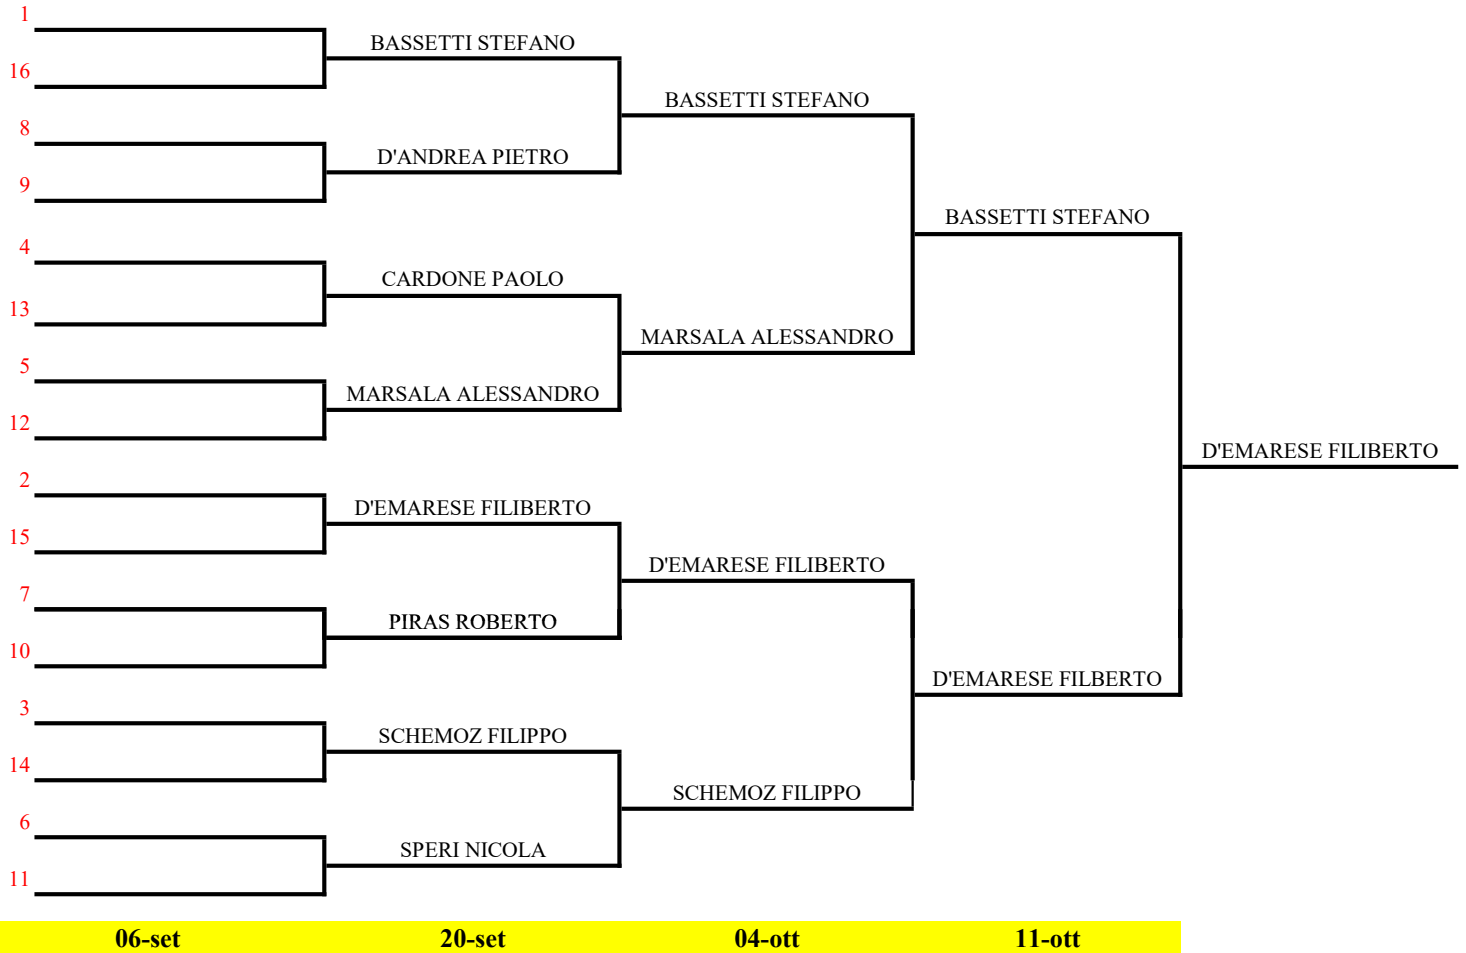 1
BASSETTI STEFANO
16
BASSETTI STEFANO
8
D'ANDREA PIETRO
9
BASSETTI STEFANO
4
CARDONE PAOLO
13
MARSALA ALESSANDRO
5
MARSALA ALESSANDRO
12
D'EMARESE FILIBERTO
2
D'EMARESE FILIBERTO
15
D'EMARESE FILIBERTO
7
PIRAS ROBERTO
10
D'EMARESE FILBERTO
3
SCHEMOZ FILIPPO
14
SCHEMOZ FILIPPO
6
SPERI NICOLA
11
06-set 20-set 04-ott 11-ott